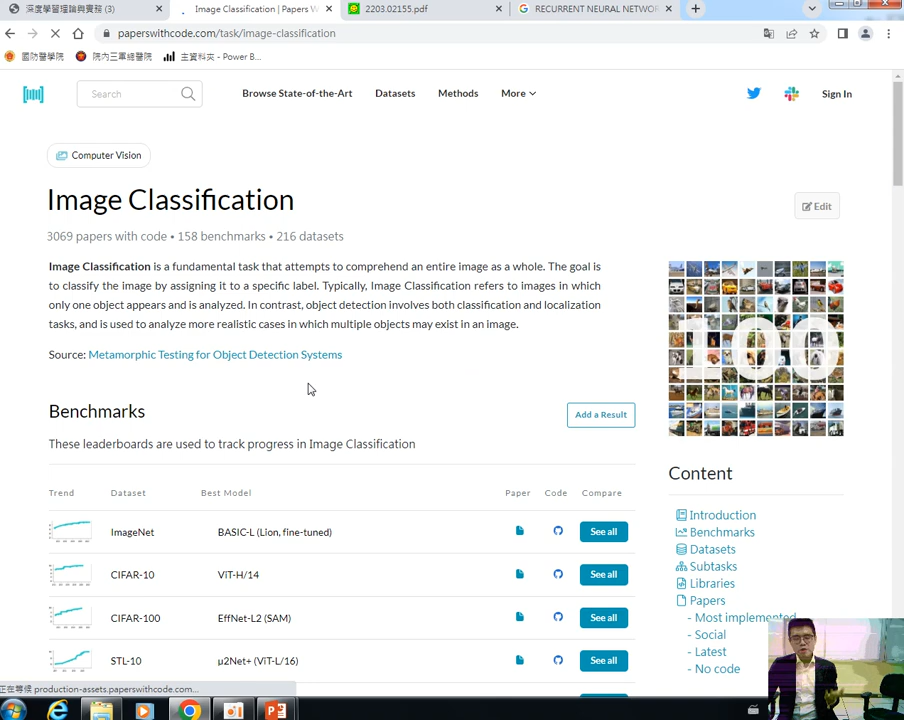 深度學習理論與實務 (3)
Image Classification | Papers W
2203.02155.pdf
RECURRENT NEURAL NETWOR
paperswithcode.com/task/image-classification
國防醫學院
院內三軍總醫院
主資料夾 - Power B...
Search
Browse State-of-the-Art
Datasets
Methods
More
Sign In
Computer Vision
Image Classification
Edit
3069 papers with code • 158 benchmarks • 216 datasets
Image Classification is a fundamental task that attempts to comprehend an entire image as a whole. The goal is
to classify the image by assigning it to a specific label. Typically, Image Classification refers to images in which
only one object appears and is analyzed. In contrast, object detection involves both classification and localization
tasks, and is used to analyze more realistic cases in which multiple objects may exist in an image.
Source: Metamorphic Testing for Object Detection Systems
100
Benchmarks
Add a Result
These leaderboards are used to track progress in Image Classification
Trend Dataset Best Model Paper Code Compare
ImageNet BASIC-L (Lion, fine-tuned) See all
CIFAR-10 ViT-H/14 See all
CIFAR-100 EffNet-L2 (SAM) See all
STL-10 µ2Net+ (ViT-L/16) See all
Content
Introduction
Benchmarks
Datasets
Subtasks
Libraries
Papers
- Most implemented
- Social
- Latest
- No code
正在等候 production-assets.paperswithcode.com...